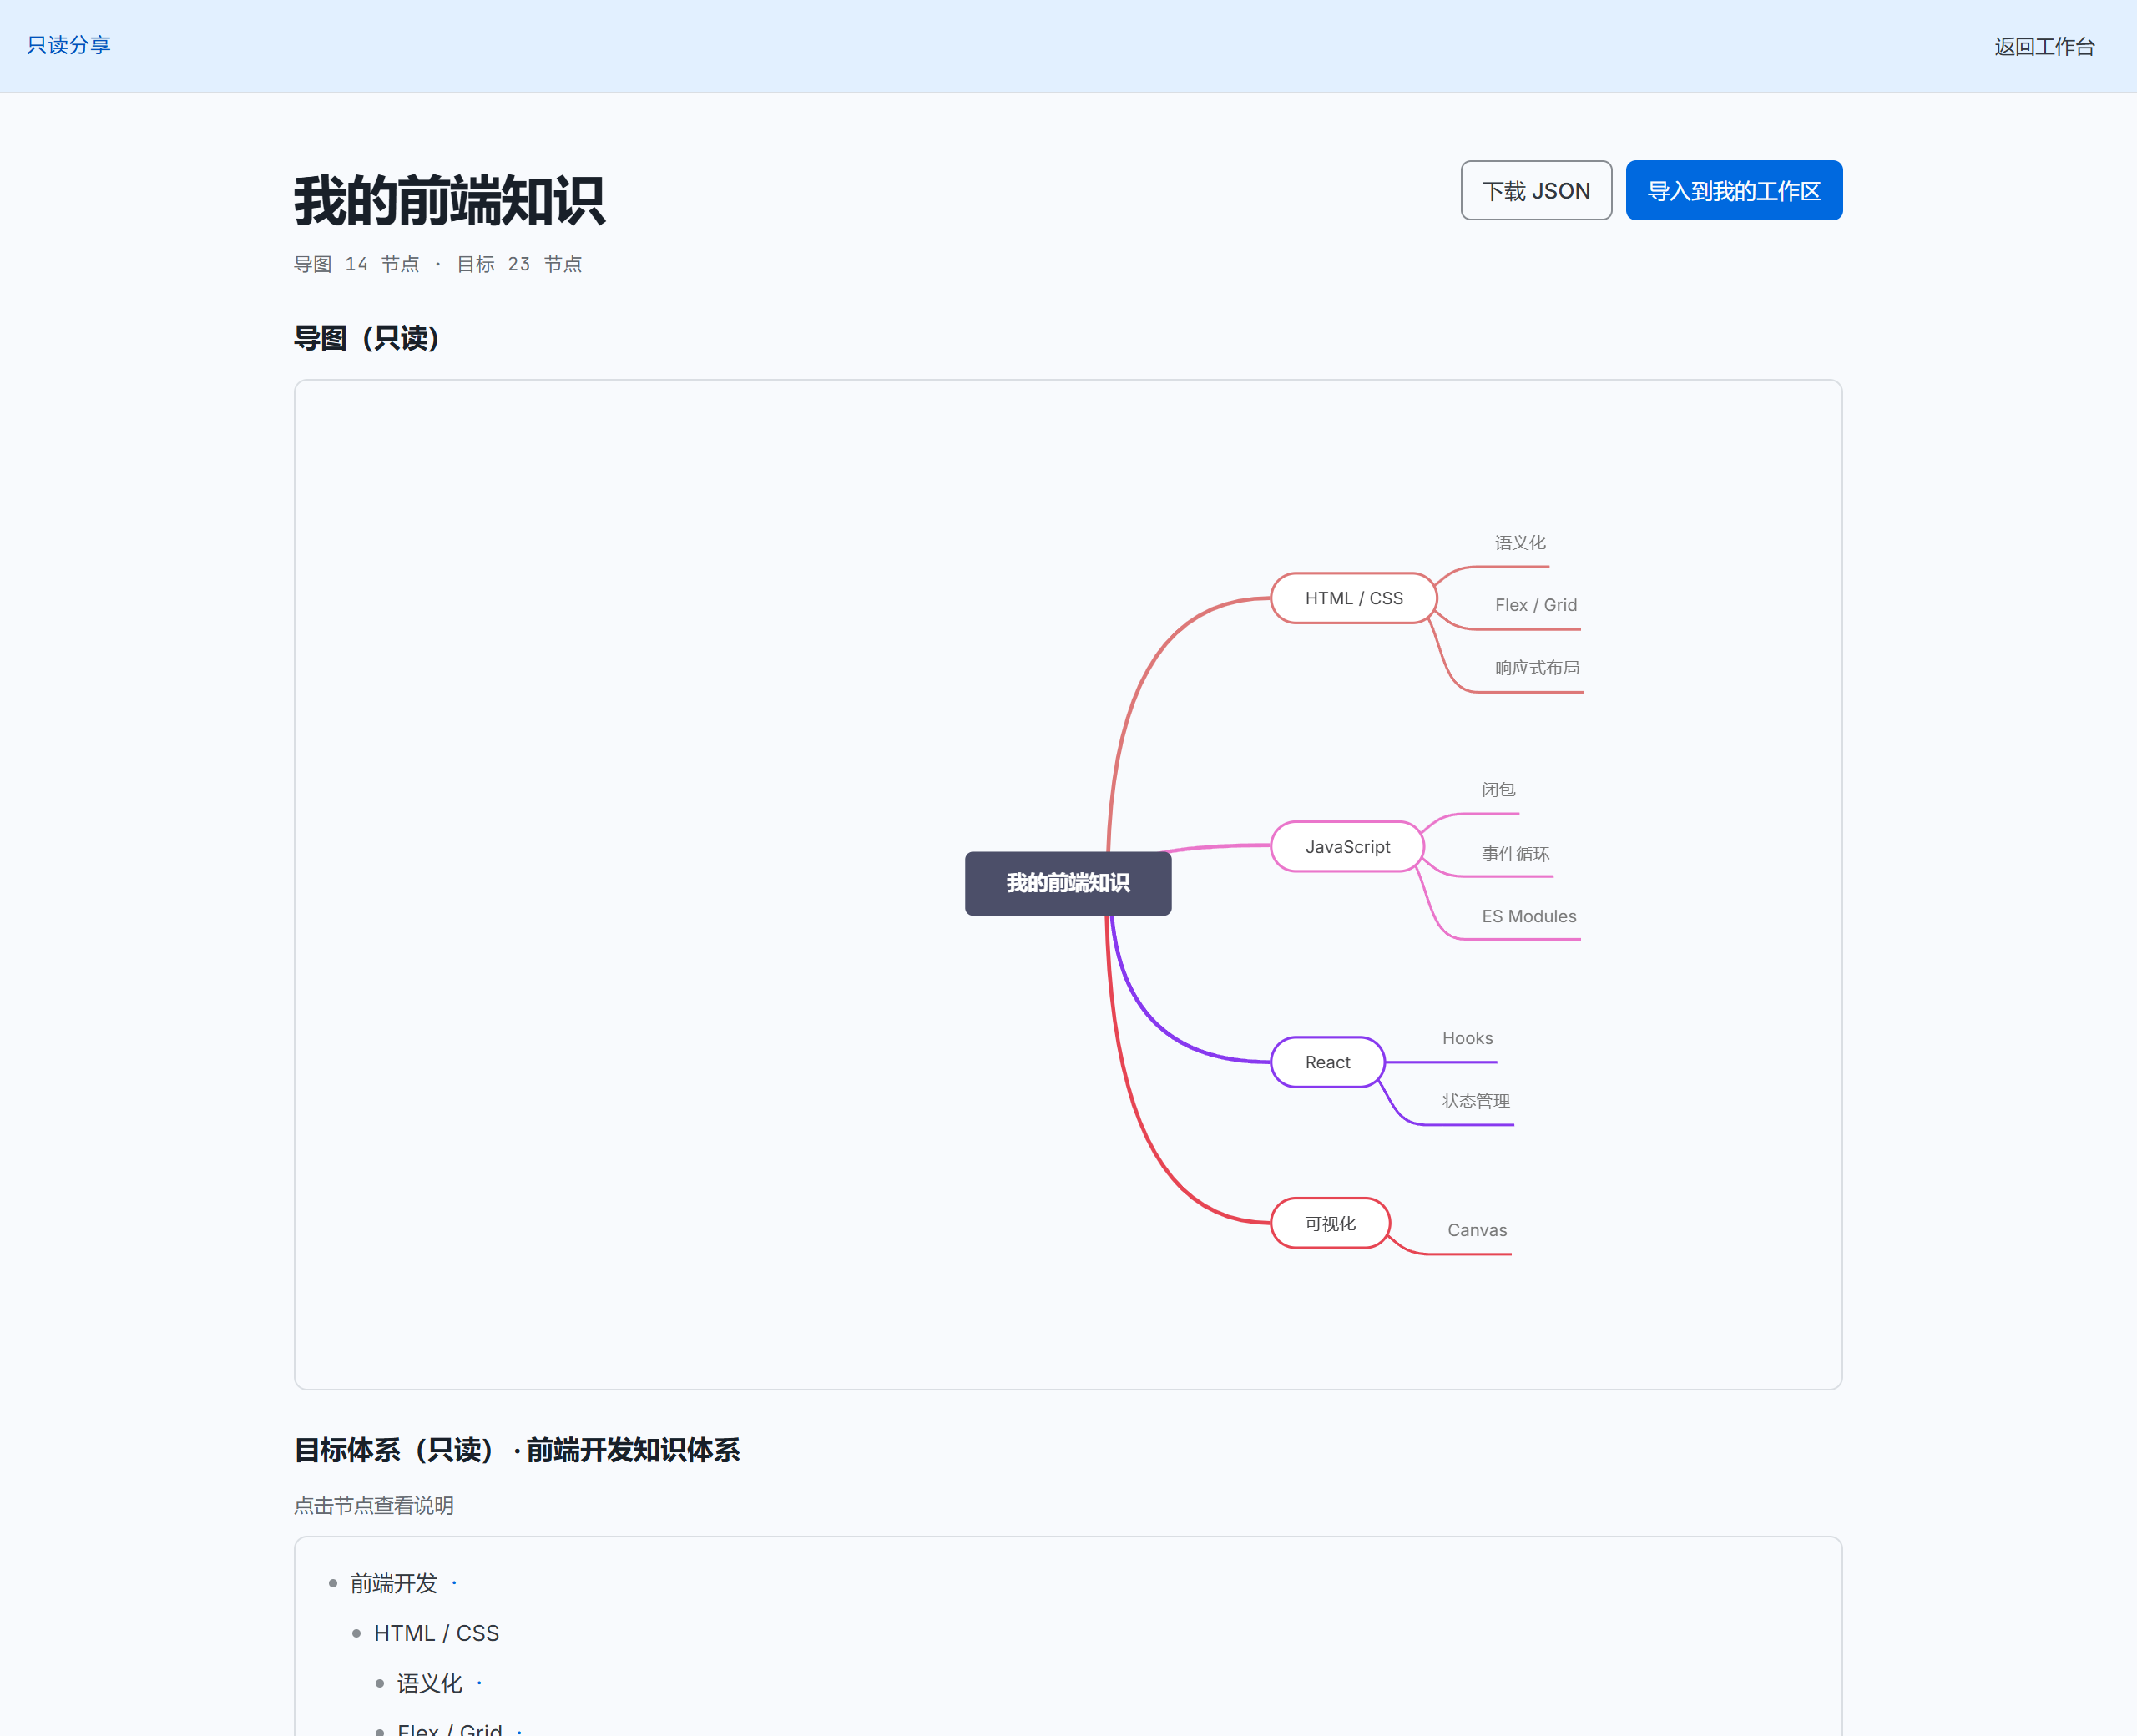 只读分享
返回工作台
我的前端知识
下载 JSON
导入到我的工作区
导图 14 节点 · 目标 23 节点
导图（只读）
语义化
HTML / CSS
Flex / Grid
响应式布局
闭包
JavaScript
事件循环
我的前端知识
ES Modules
Hooks
React
状态管理
可视化
Canvas
目标体系（只读） · 前端开发知识体系
点击节点查看说明
前端开发 ·
HTML / CSS
语义化 ·
Flex / Grid ·